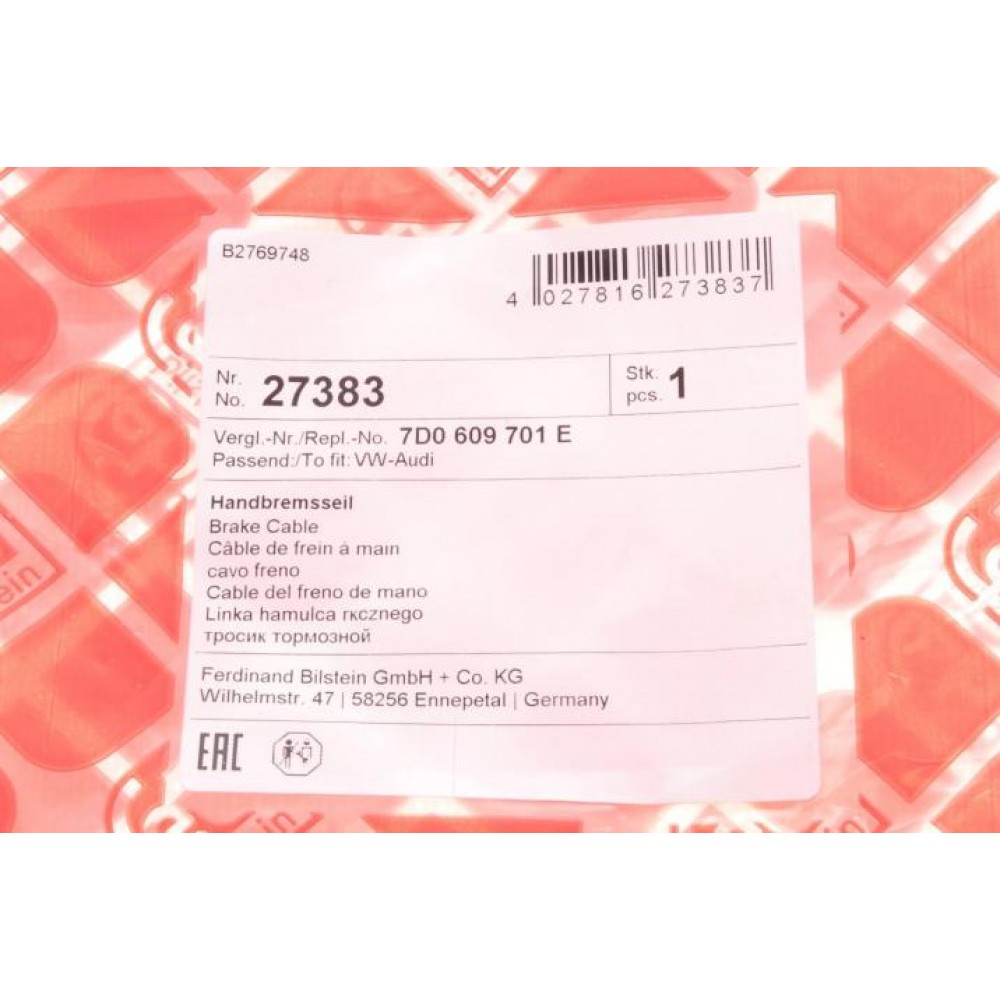 B2769748
4 027816 273837
Nr.
No. 27383
Stk.
pcs. 1
Vergl.-Nr./Repl.-No. 7D0 609 701 E
Passend:/To fit: VW-Audi
Handbremsseil
Brake Cable
Câble de frein à main
cavo freno
Cable del freno de mano
Linka hamulca rкcznego
тросик тормозной
Ferdinand Bilstein GmbH + Co. KG
Wilhelmstr. 47 | 58256 Ennepetal | Germany
EAC